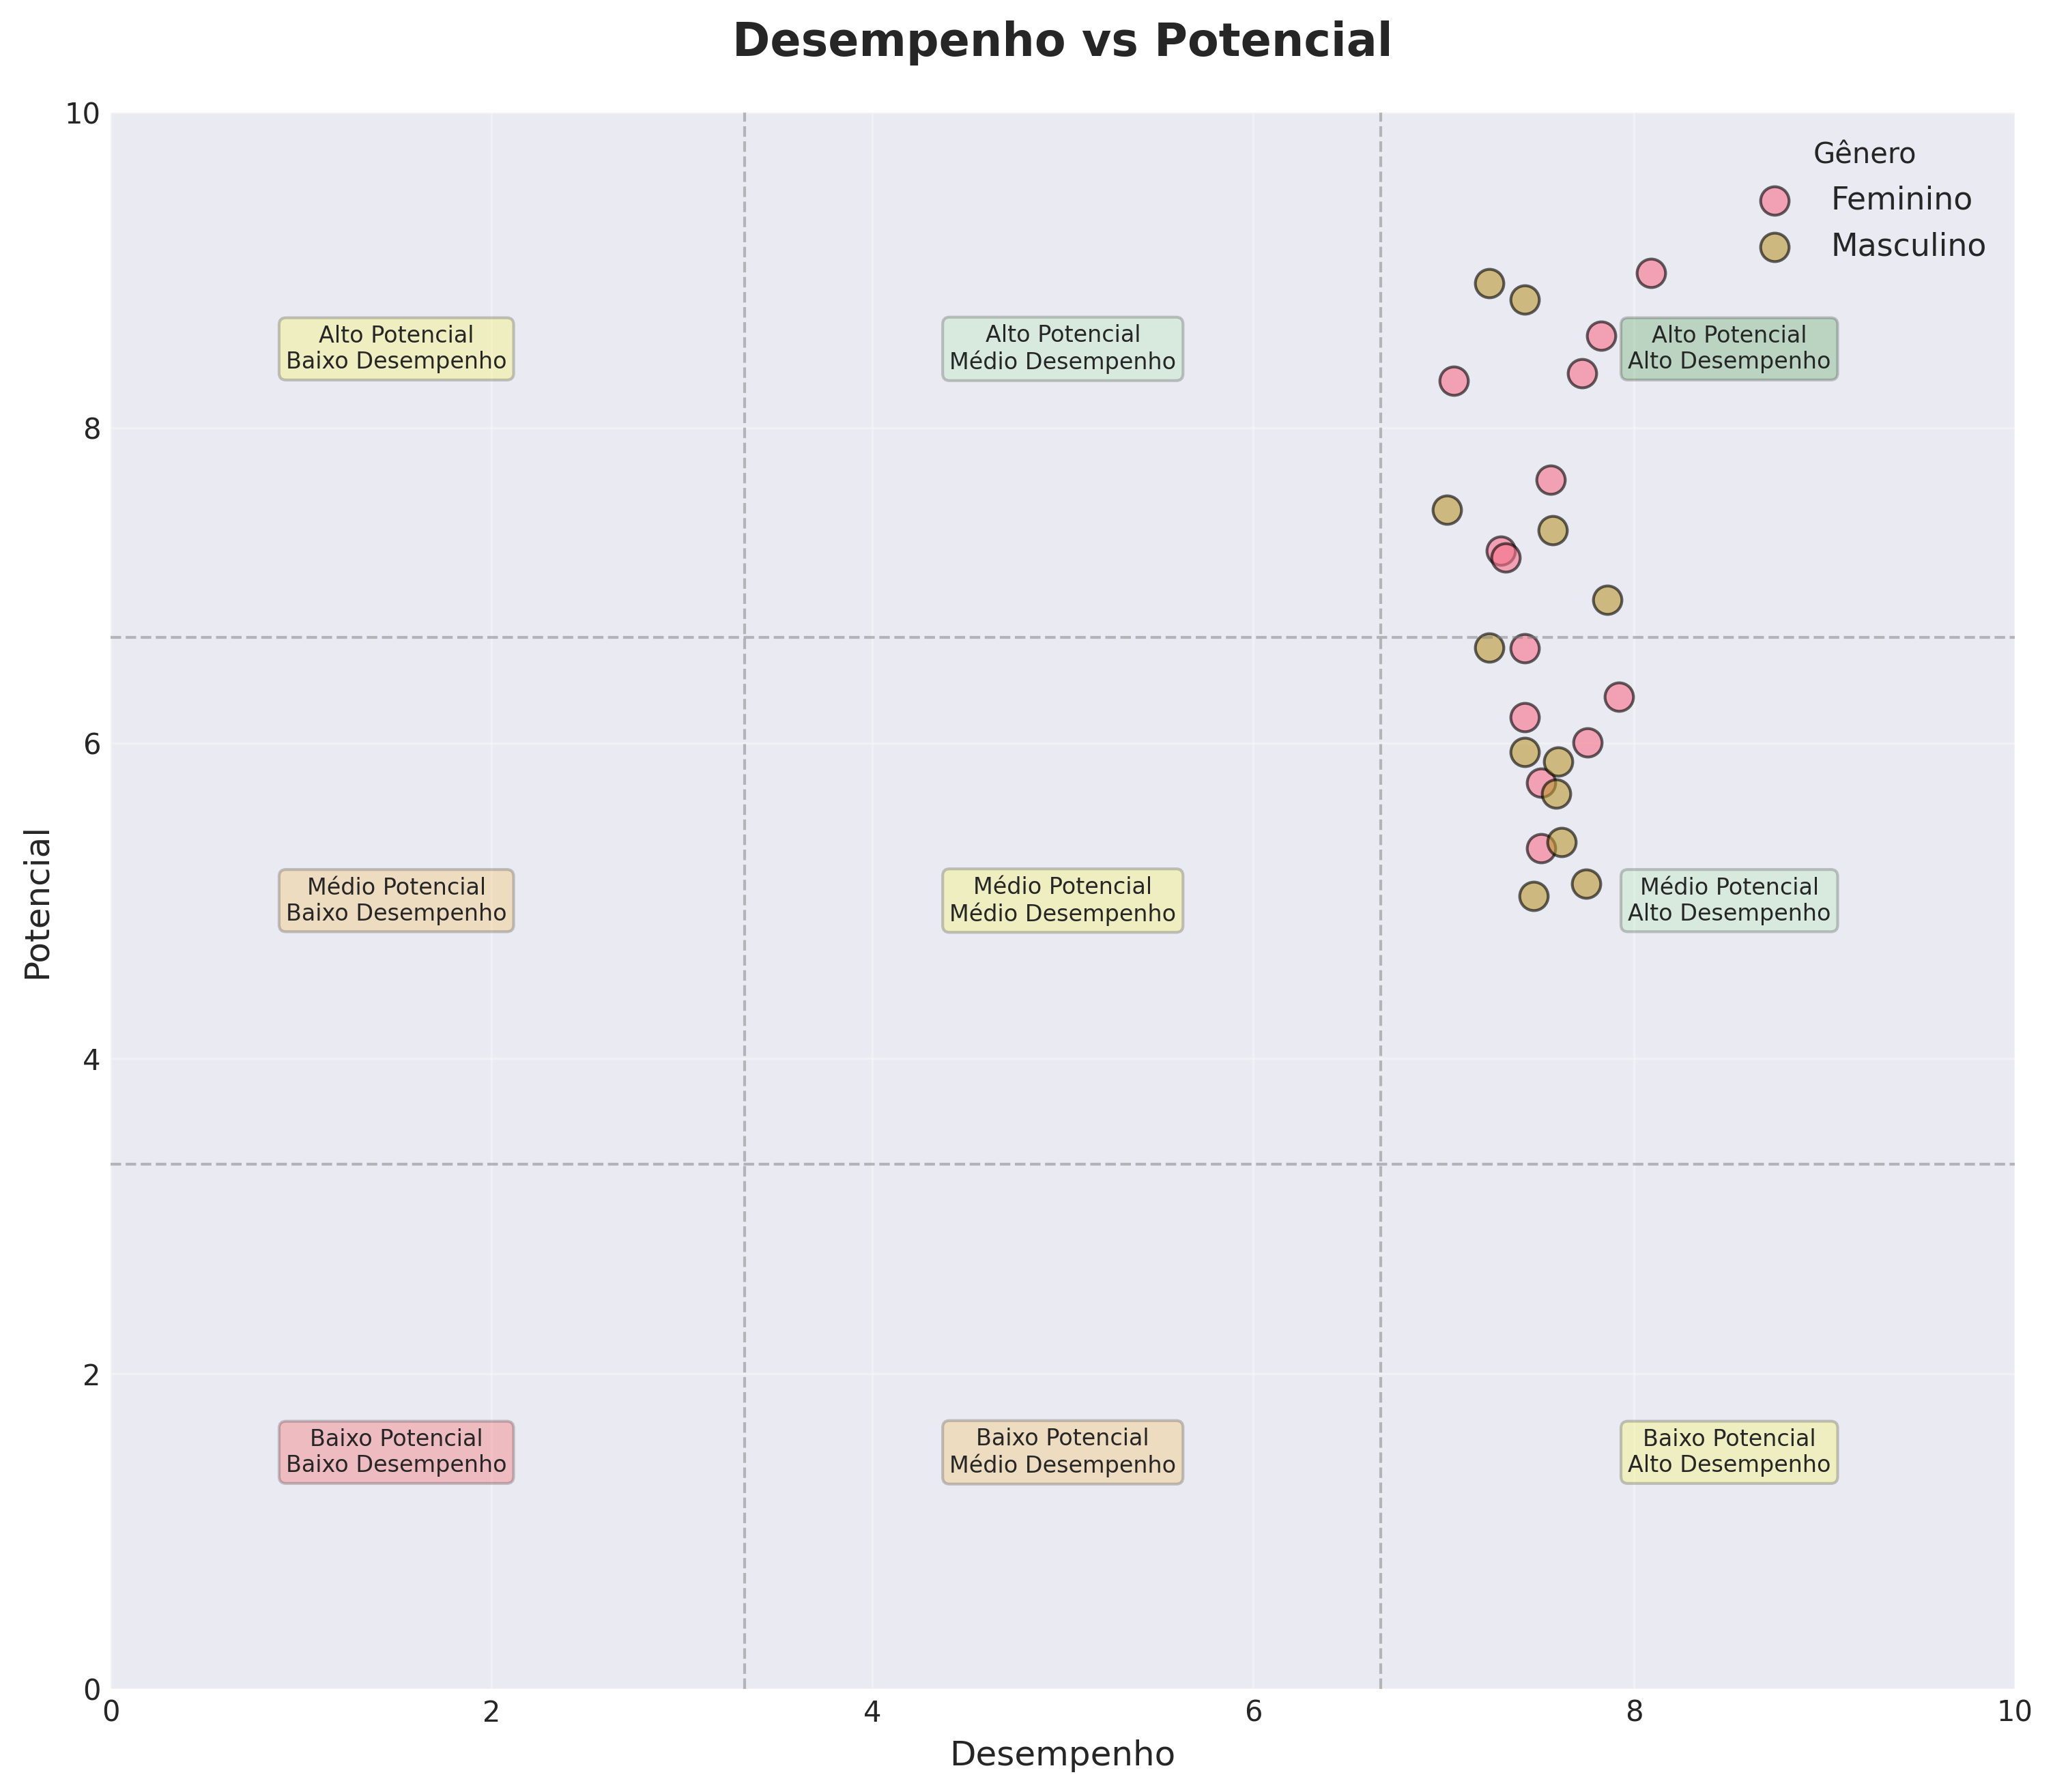 Desempenho vs Potencial
Gênero
Feminino
Masculino
Alto Potencial
Baixo Desempenho
Alto Potencial
Médio Desempenho
Alto Potencial
Alto Desempenho
Médio Potencial
Baixo Desempenho
Médio Potencial
Médio Desempenho
Médio Potencial
Alto Desempenho
Baixo Potencial
Baixo Desempenho
Baixo Potencial
Médio Desempenho
Baixo Potencial
Alto Desempenho
Potencial
10
8
6
4
2
0
0 2 4 6 8 10
Desempenho